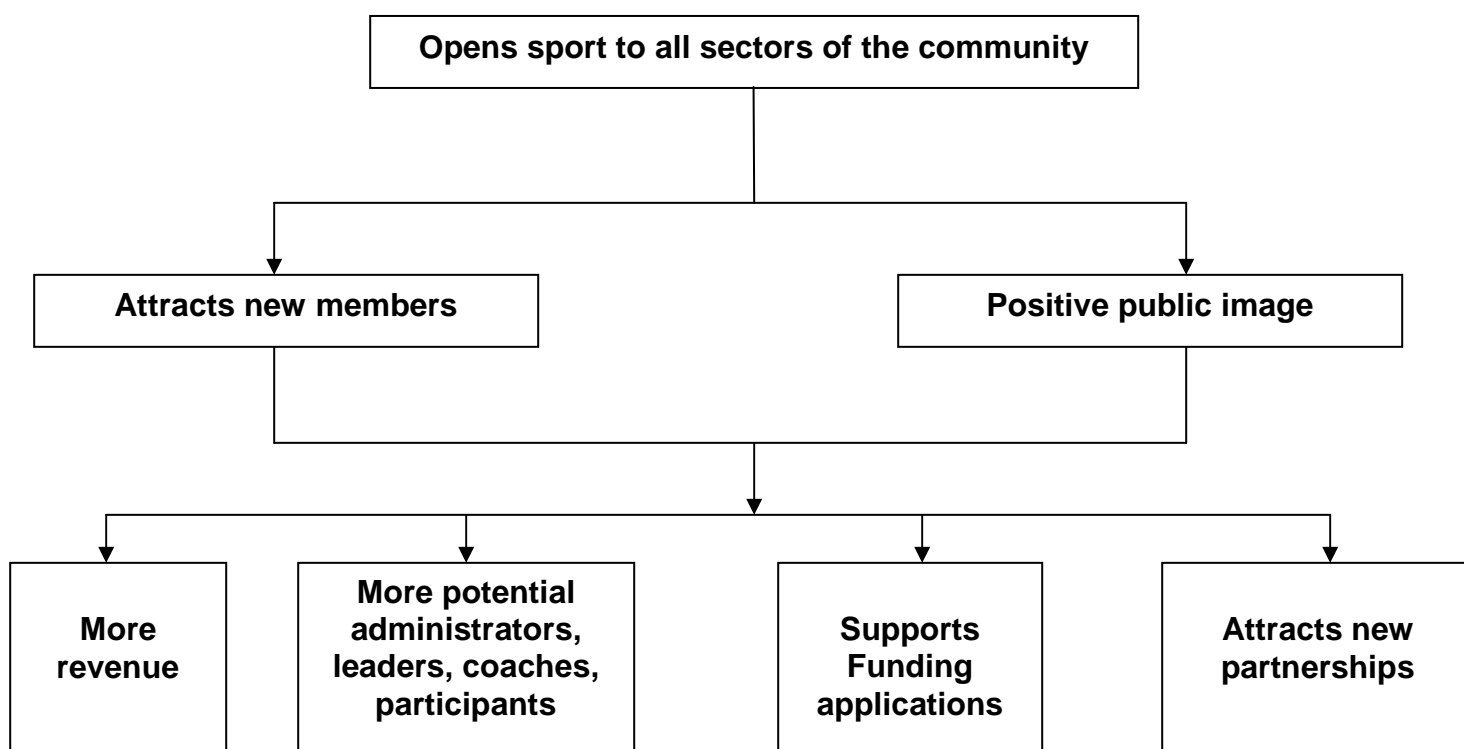 Opens sport to all sectors of the community
Attracts new members
Positive public image
More
revenue
More potential
administrators,
leaders, coaches,
participants
Supports
Funding
applications
Attracts new
partnerships